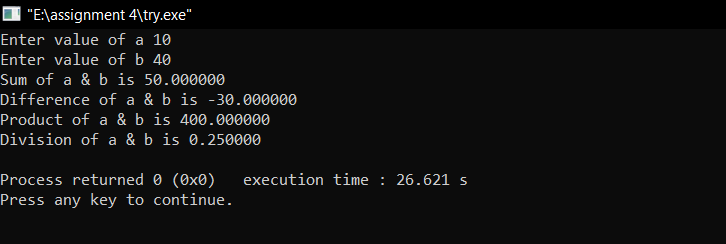 "E:\assignment 4\try.exe"
Enter value of a 10
Enter value of b 40
Sum of a & b is 50.000000
Difference of a & b is -30.000000
Product of a & b is 400.000000
Division of a & b is 0.250000
Process returned 0 (0x0)   execution time : 26.621 s
Press any key to continue.